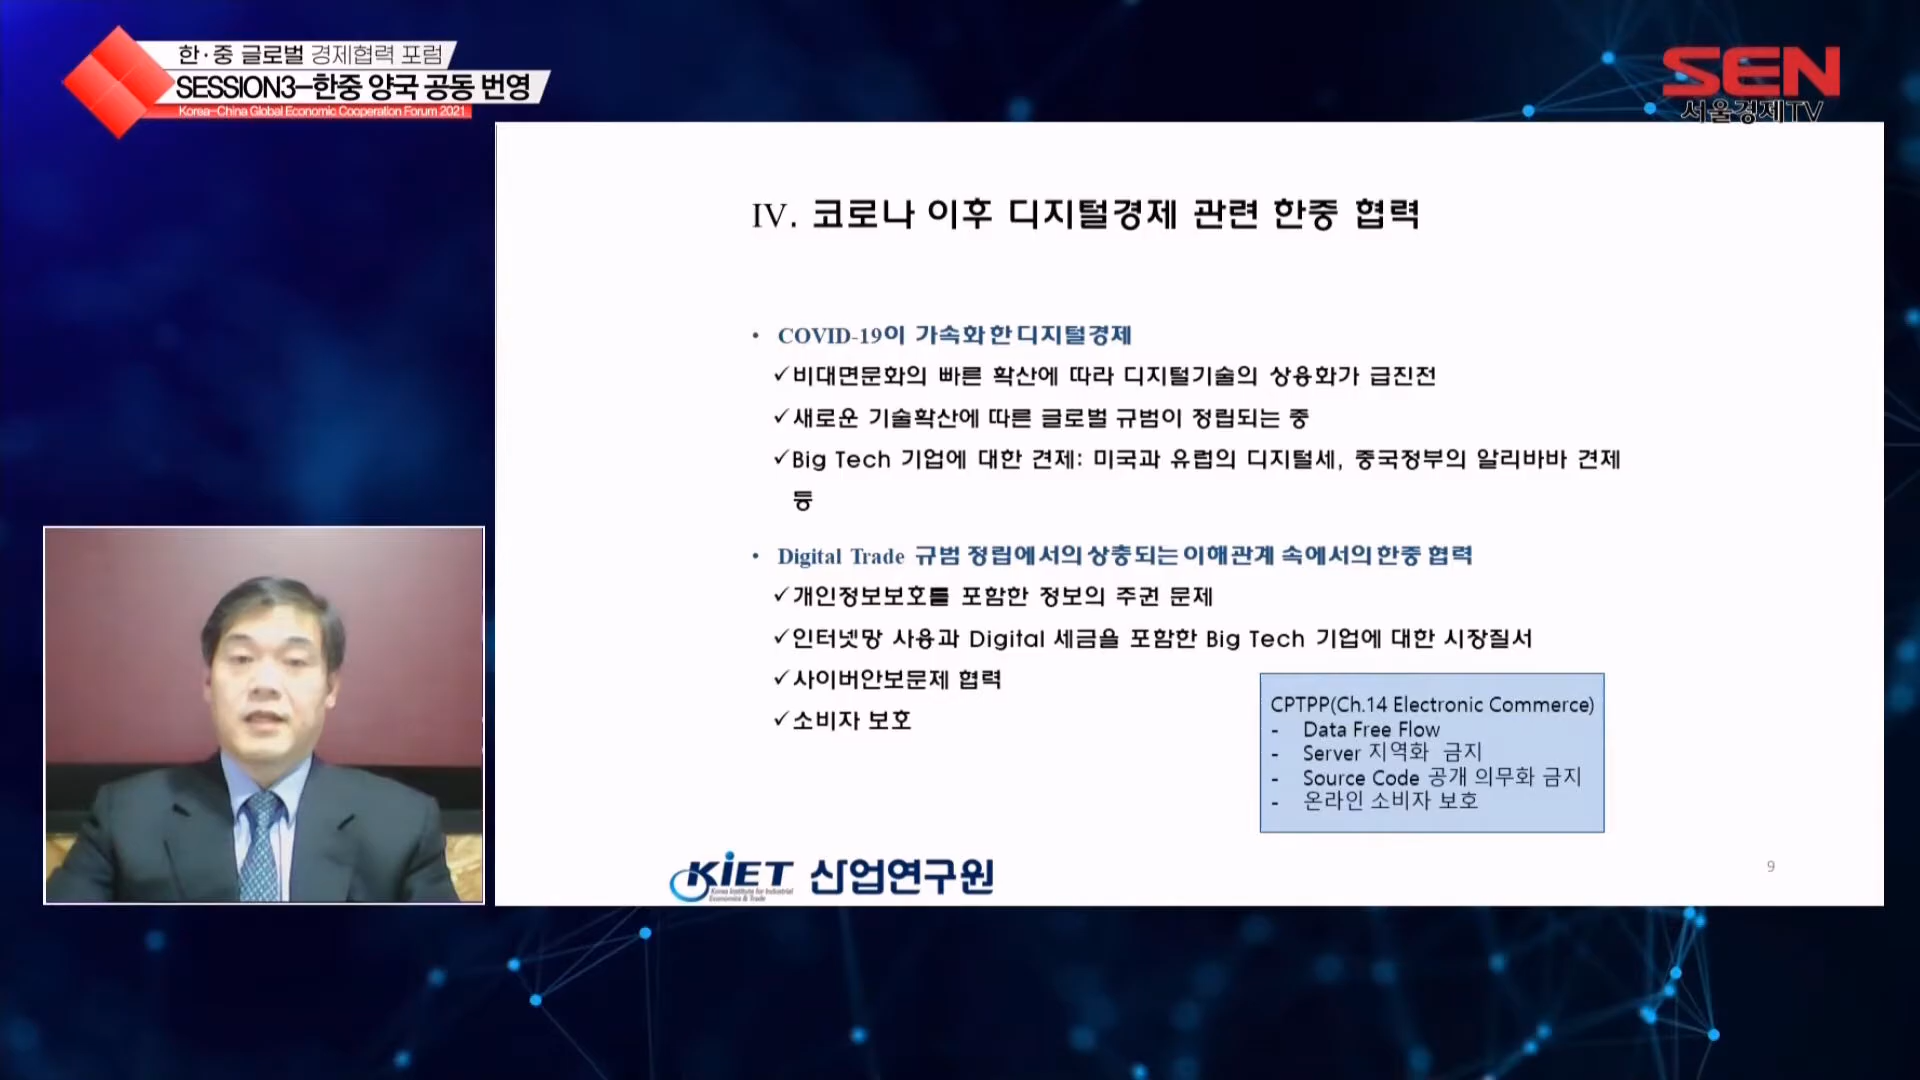 한·중 글로벌 경제협력 포럼
SESSION3-한중 양국 공동 번영
Korea-China Global Economic Cooperation Forum 2021
SEN
서울경제TV
IV. 코로나 이후 디지털경제 관련 한중 협력
• COVID-19이 가속화한 디지털경제
✓비대면문화의 빠른 확산에 따라 디지털기술의 상용화가 급진전
✓새로운 기술확산에 따른 글로벌 규범이 정립되는 중
✓Big Tech 기업에 대한 견제: 미국과 유럽의 디지털세, 중국정부의 알리바바 견제
등
• Digital Trade 규범 정립에서의 상충되는 이해관계 속에서의 한중 협력
✓개인정보보호를 포함한 정보의 주권 문제
✓인터넷망 사용과 Digital 세금을 포함한 Big Tech 기업에 대한 시장질서
✓사이버안보문제 협력
✓소비자 보호
CPTPP(Ch.14 Electronic Commerce)
- Data Free Flow
- Server 지역화 금지
- Source Code 공개 의무화 금지
- 온라인 소비자 보호
KIET 산업연구원
Korea Institute for Industrial
Economics & Trade
9